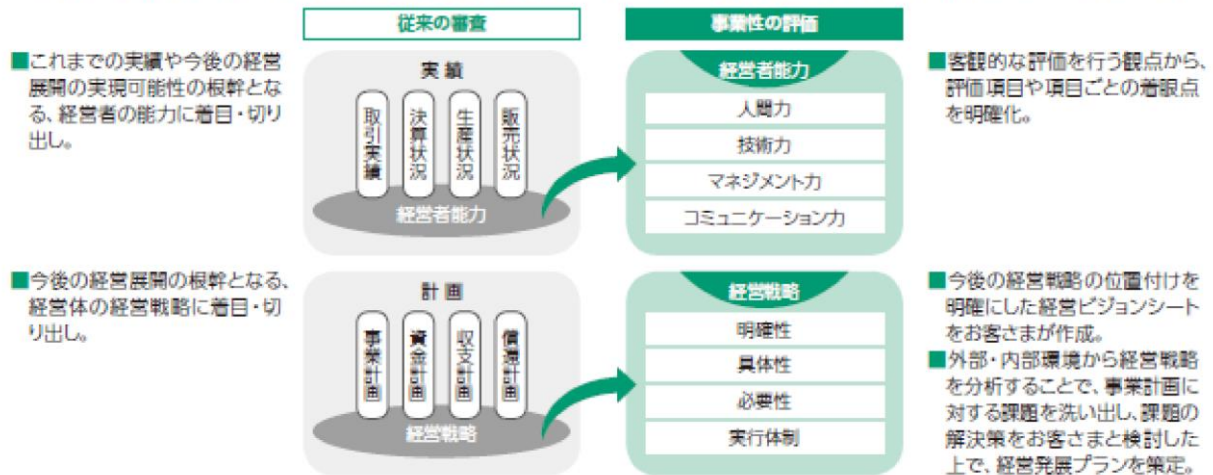 従来の審査
事業性の評価
■これまでの実績や今後の経営
展開の実現可能性の根幹とな
る、経営者の能力に着目・切り
出し。
実績
取引実績
決算状況
生産状況
販売状況
経営者能力
経営者能力
人間力
技術力
マネジメント力
コミュニケーション力
■客観的な評価を行う観点から、
評価項目や項目ごとの着眼点
を明確化。
■今後の経営展開の根幹となる、
経営体の経営戦略に着目・切
り出し。
計画
事業計画
資金計画
収支計画
償還計画
経営戦略
経営戦略
明確性
具体性
必要性
実行体制
■今後の経営戦略の位置付けを
明確にした経営ビジョンシート
をお客さまが作成。
■外部・内部環境から経営戦略
を分析することで、事業計画に
対する課題を洗い出し、課題の
解決策をお客さまと検討した
上で、経営発展プランを策定。